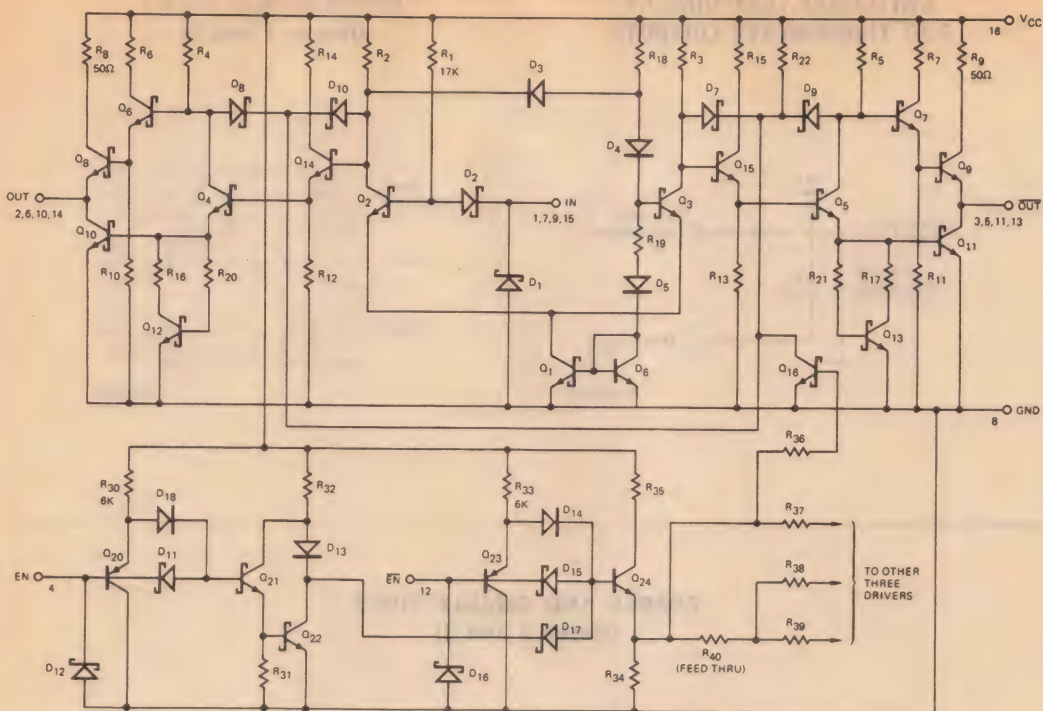 VCC
16
R8
50Ω
R6
R4
R14
R2
R1
17K
R18
R3
R15
R22
R5
R7
R9
50Ω
D3
Q6
D8
D10
D7
D9
Q7
D4
Q8
Q14
Q15
Q9
OUT
2,6,10,14
Q4
Q2
D2
IN
1,7,9,15
Q3
Q5
OUT
3,5,11,13
Q10
R19
Q11
R10
R16
R20
R12
D1
D5
R13
R21
R17
R11
Q12
Q1
D6
Q16
Q13
GND
8
R36
R30
6K
D18
R32
R33
6K
D14
R35
R37
Q20
D11
D13
Q23
D15
EN
4
Q21
EN
12
Q24
R38
TO OTHER
THREE
DRIVERS
D17
Q22
R39
R40
(FEED THRU)
D12
R31
D16
R34